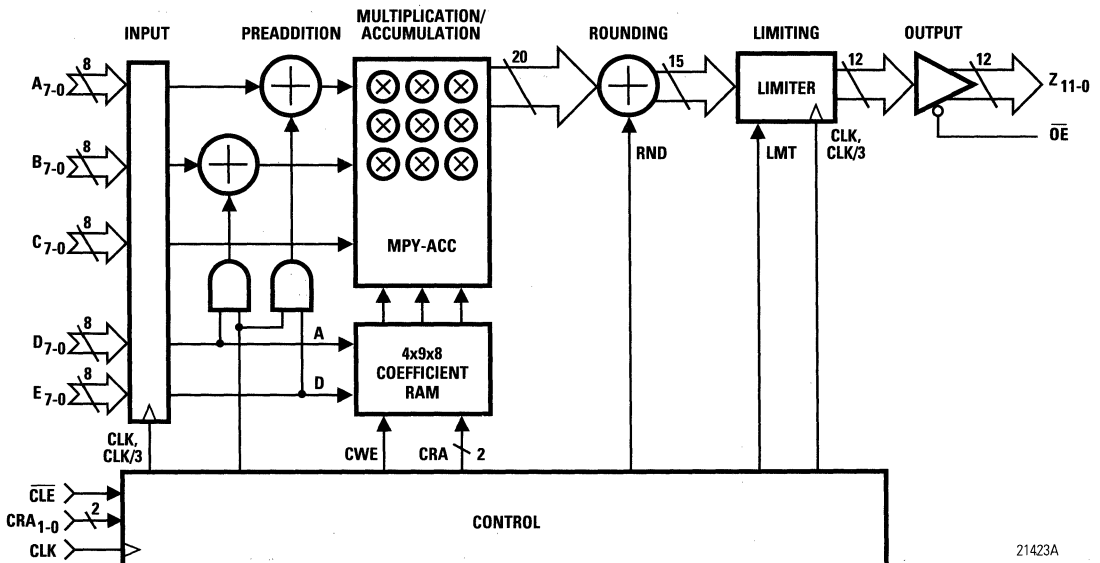 INPUT
PREADDITION
MULTIPLICATION/
ACCUMULATION
ROUNDING
LIMITING
OUTPUT
A7-0
8
B7-0
8
C7-0
8
D7-0
8
E7-0
8
MPY-ACC
20
15
RND
LIMITER
12
12
Z11-0
OE
LMT
CLK,
CLK/3
A
D
4x9x8
COEFFICIENT
RAM
CLK,
CLK/3
CWE
CRA
2
CLE
CRA1-0
2
CLK
CONTROL
21423A